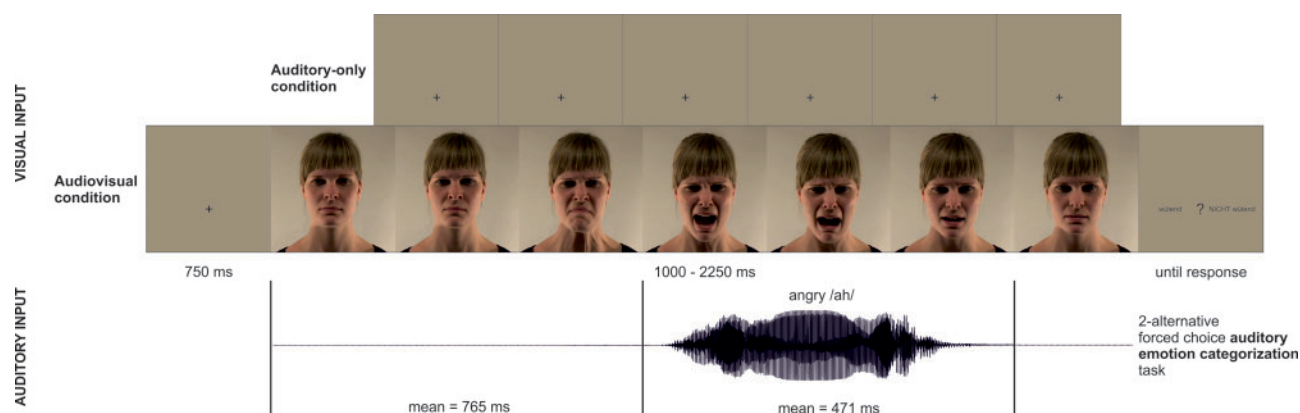 VISUAL INPUT
Auditory-only
condition
+ + + + + +
Audiovisual
condition
+
wütend ? NICHT wütend
750 ms 1000 - 2250 ms until response
AUDITORY INPUT
angry /ah/
2-alternative
forced choice auditory
emotion categorization
task
mean = 765 ms mean = 471 ms